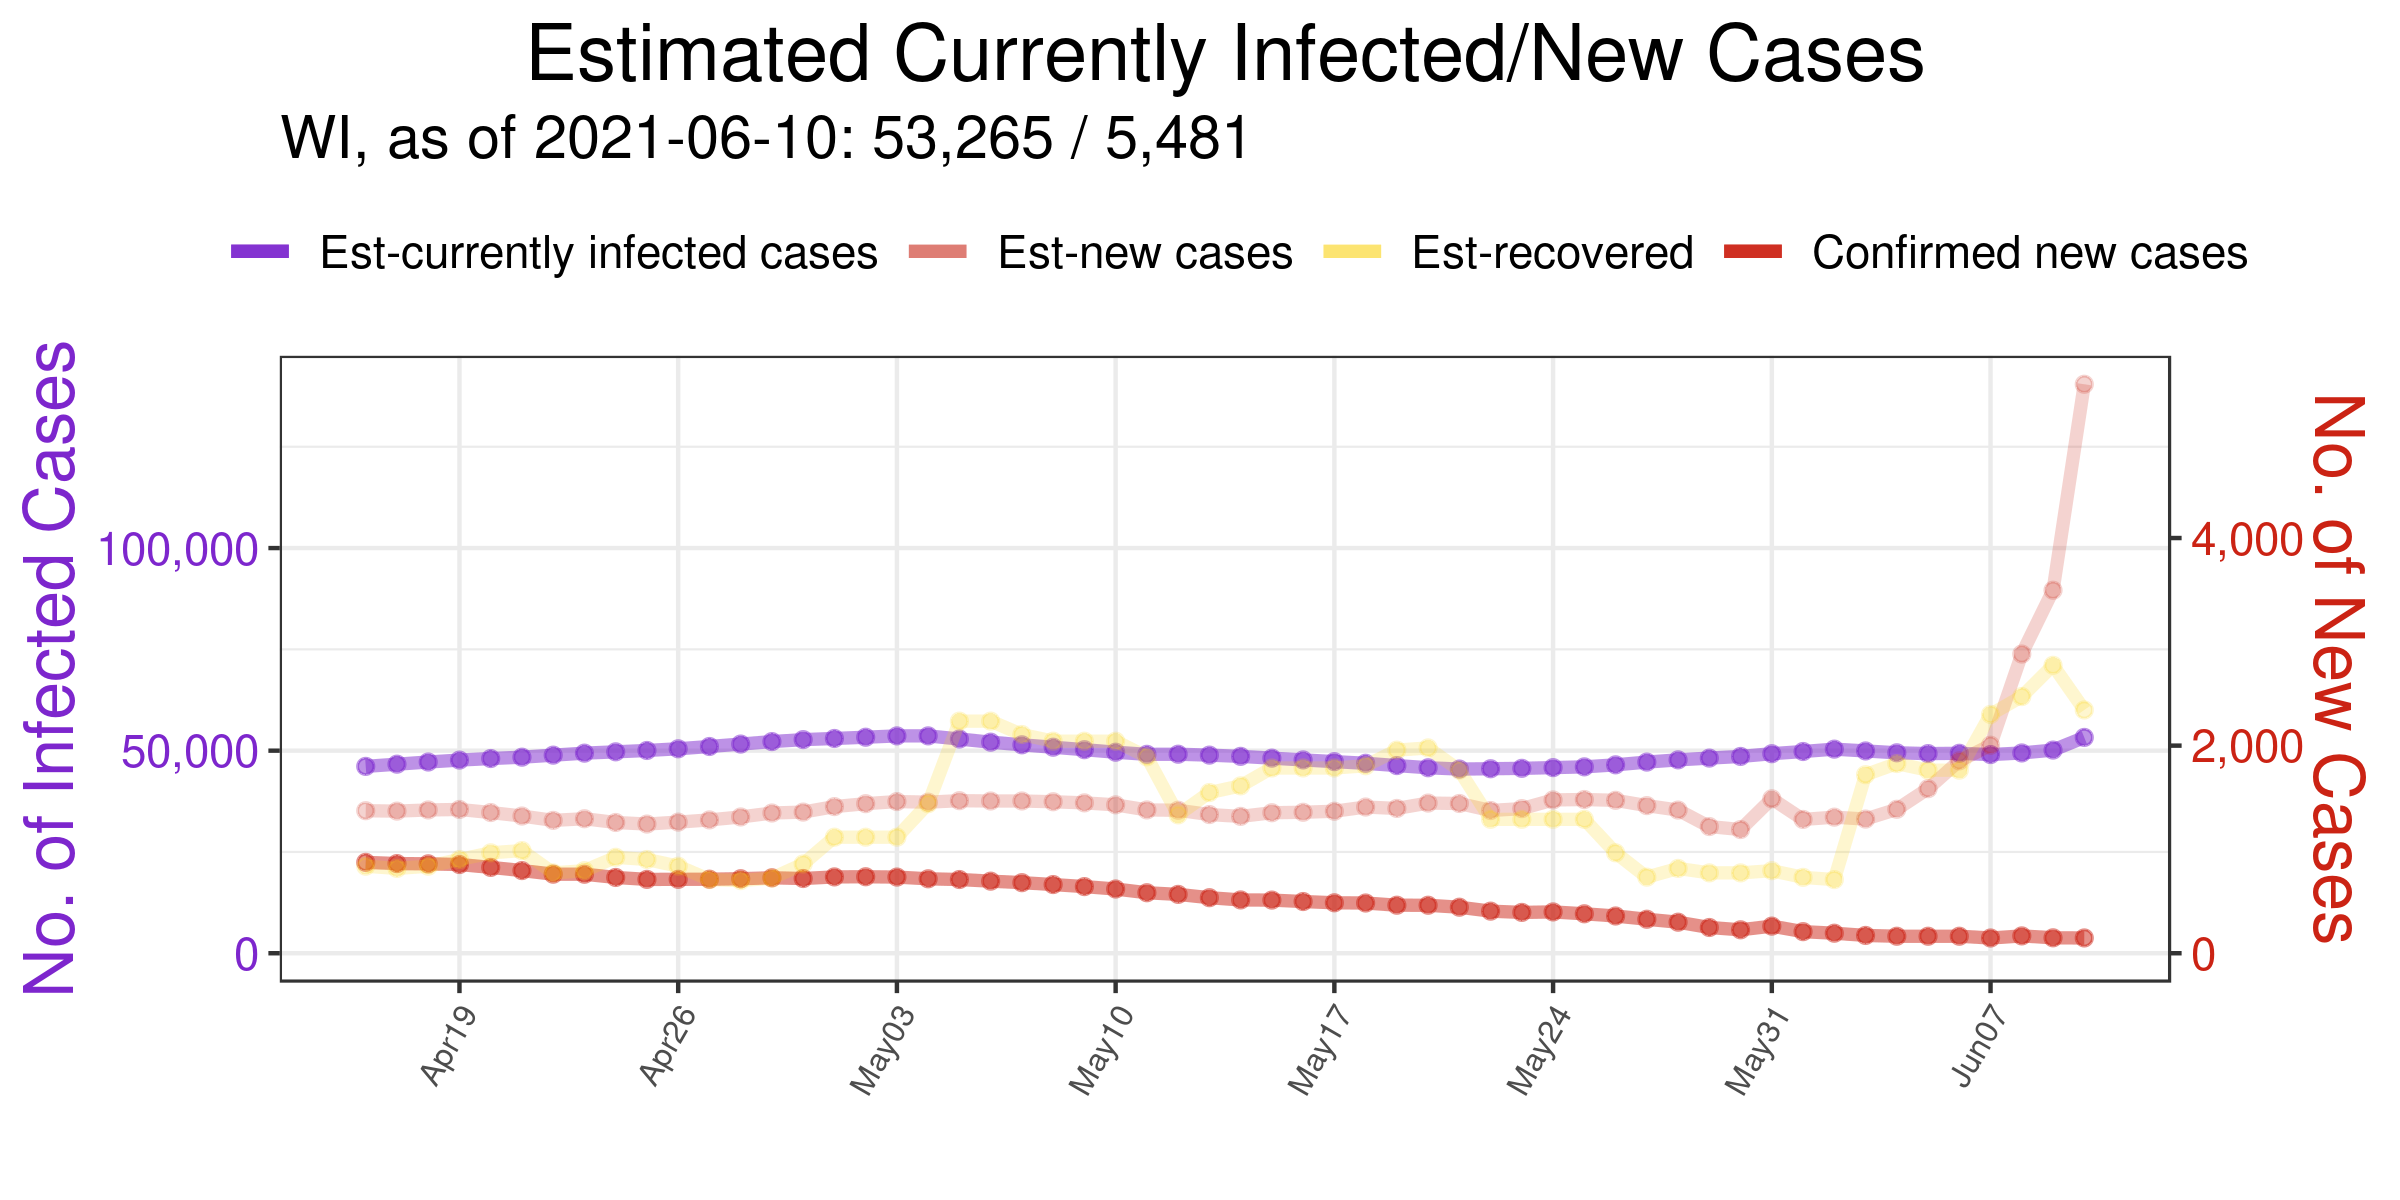 Estimated Currently Infected/New Cases
WI, as of 2021-06-10: 53,265 / 5,481
Est-currently infected cases Est-new cases Est-recovered Confirmed new cases
No. of Infected Cases
100,000
50,000
0
4,000
2,000
0
No. of New Cases
Apr19 Apr26 May03 May10 May17 May24 May31 Jun07